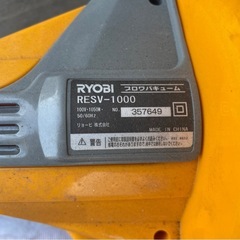 RYOBI ブロワバキューム
RESV-1000
100V-1050W NO. 357649
50/60HZ
リョービ株式会社
MADE IN CHINA
警告